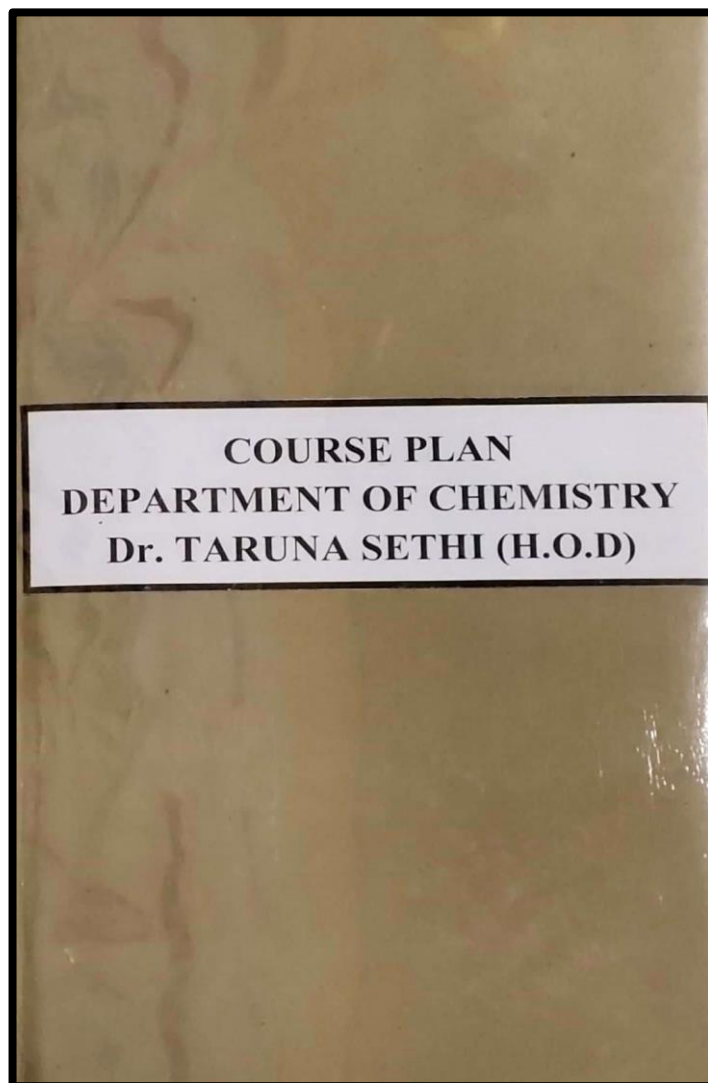 COURSE PLAN
DEPARTMENT OF CHEMISTRY
Dr. TARUNA SETHI (H.O.D)